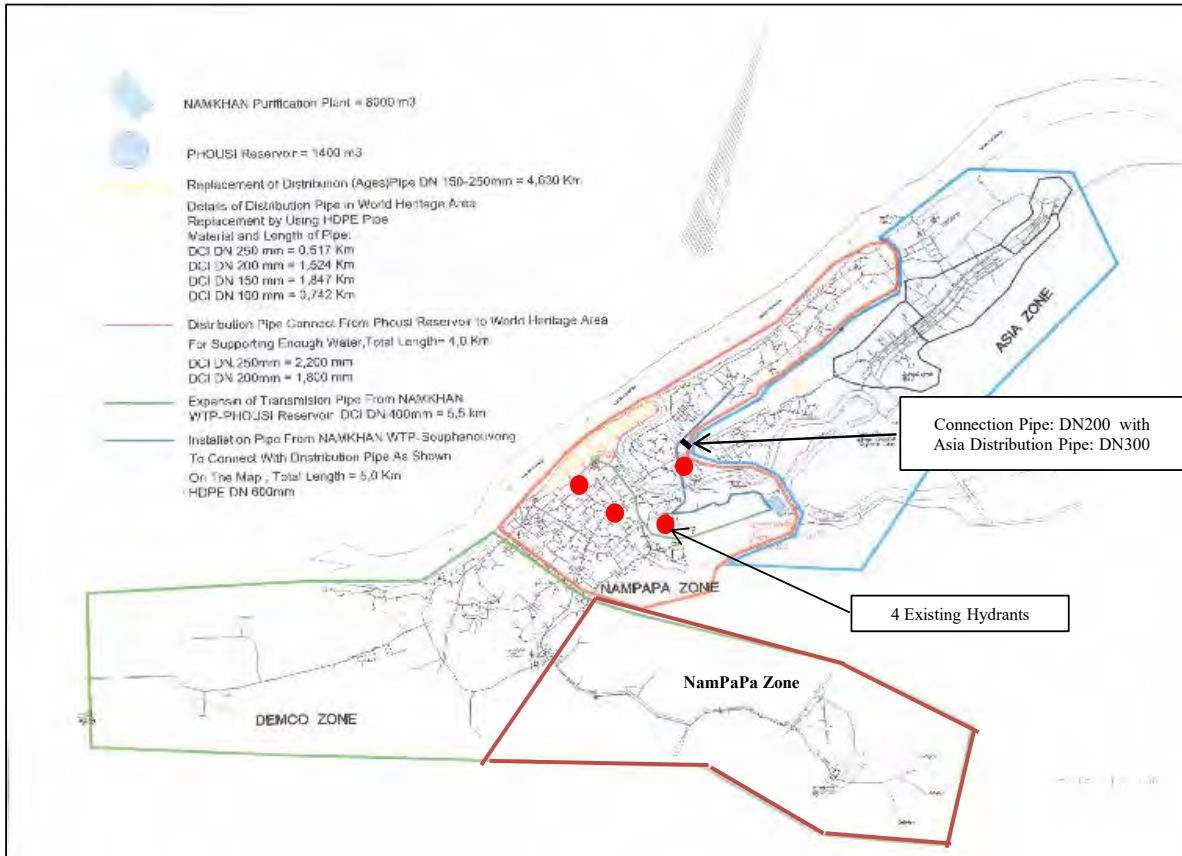 NAMKHAN Purification Plant = 8000 m3
PHOUSI Reservoir = 1400 m3
Replacement of Distribution (Ages)Pipe DN 150-250mm = 4,630 Km
Details of Distribution Pipe in World Heritage Area
Replacement by Using HDPE Pipe
Material and Length of Pipe:
DCI DN 250 mm = 0,517 Km
DCI DN 200 mm = 1,524 Km
DCI DN 150 mm = 1,847 Km
DCI DN 100 mm = 0,742 Km
Distribution Pipe Connect From Phousi Reservoir to World Heritage Area
For Supporting Enough Water,Total Length= 4,0 Km
DCI DN 250mm = 2,200 mm
DCI DN 200mm = 1,800 mm
Expansin of Transmision Pipe From NAMKHAN
WTP-PHOUSI Reservoir DCI DN 400mm = 5,5 km
Installation Pipe From NAMKHAN WTP-Souphanouvong
To Connect With Distribution Pipe As Shown
On The Map , Total Length = 5,0 Km
HDPE DN 600mm
ASIA ZONE
Connection Pipe: DN200 with
Asia Distribution Pipe: DN300
NAMPAPA ZONE
4 Existing Hydrants
NamPaPa Zone
DEMCO ZONE